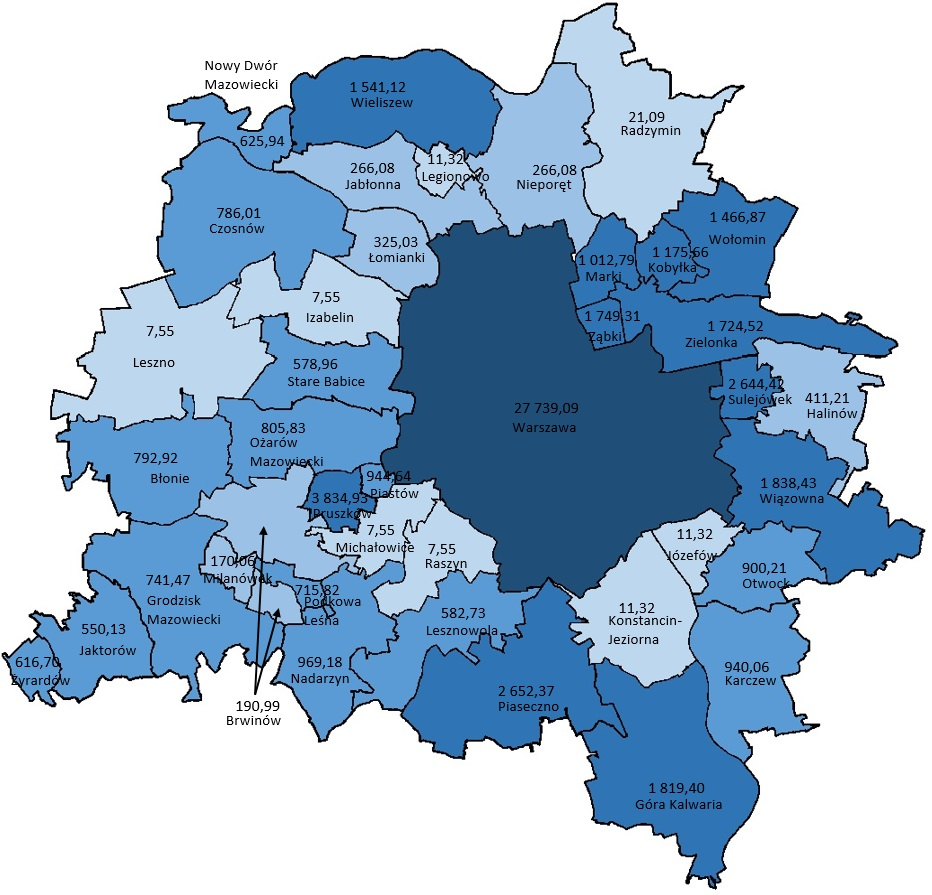 Nowy Dwór
Mazowiecki
625,94
1 541,12
Wieliszew
21,09
Radzymin
266,08
Jabłonna
11,32
Legionowo
266,08
Nieporęt
786,01
Czosnów
325,03
Łomianki
1 466,87
Wołomin
1 012,79
Marki
1 175,66
Kobyłka
7,55
Izabelin
7,55
Leszno
1 749,31
Ząbki
1 724,52
Zielonka
578,96
Stare Babice
2 644,42
Sulejówek
411,21
Halinów
27 739,09
Warszawa
805,83
Ożarów
Mazowiecki
792,92
Błonie
944,64
Piastów
3 834,93
Pruszków
1 838,43
Wiązowna
7,55
Michałowice
7,55
Raszyn
11,32
Józefów
900,21
Otwock
170,06
Milanówek
741,47
Grodzisk
Mazowiecki
715,82
Podkowa
Leśna
582,73
Lesznowola
11,32
Konstancin-
Jeziorna
550,13
Jaktorów
616,70
Żyrardów
969,18
Nadarzyn
940,06
Karczew
190,99
Brwinów
2 652,37
Piaseczno
1 819,40
Góra Kalwaria